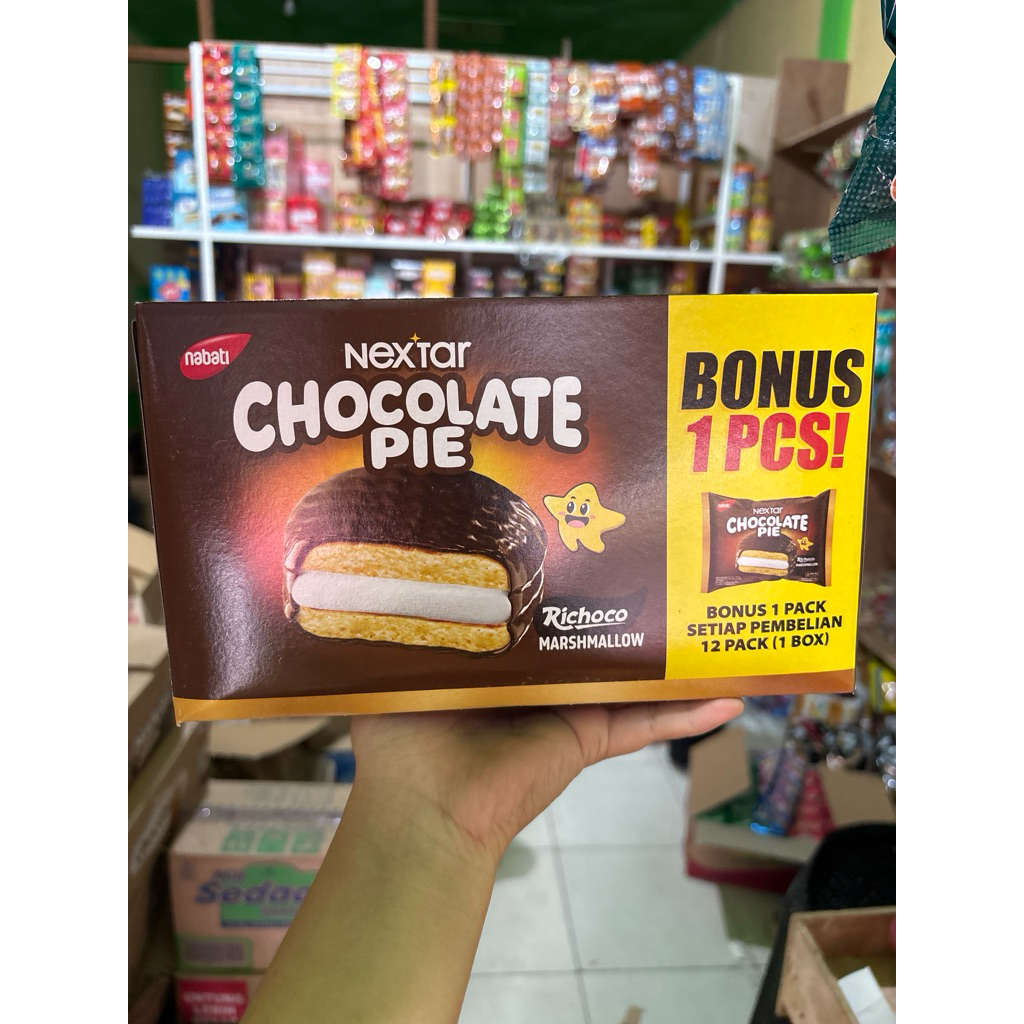 nabati
NEXTAR
CHOCOLATE
PIE
Richoco
MARSHMALLOW
BONUS
1 PCS!
NEXTAR
CHOCOLATE
PIE
Richoco
MARSHMALLOW
BONUS 1 PACK
SETIAP PEMBELIAN
12 PACK (1 BOX)